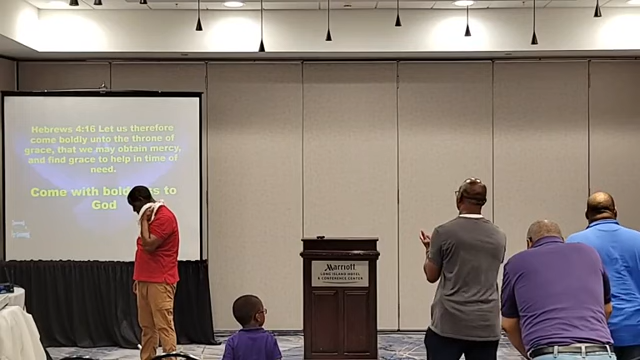 Hebrews 4:16 Let us therefore
come boldly unto the throne of
grace, that we may obtain mercy,
and find grace to help in time of
need.
Come with to
God
Marriott
LONG ISLAND HOTEL
& CONFERENCE CENTER